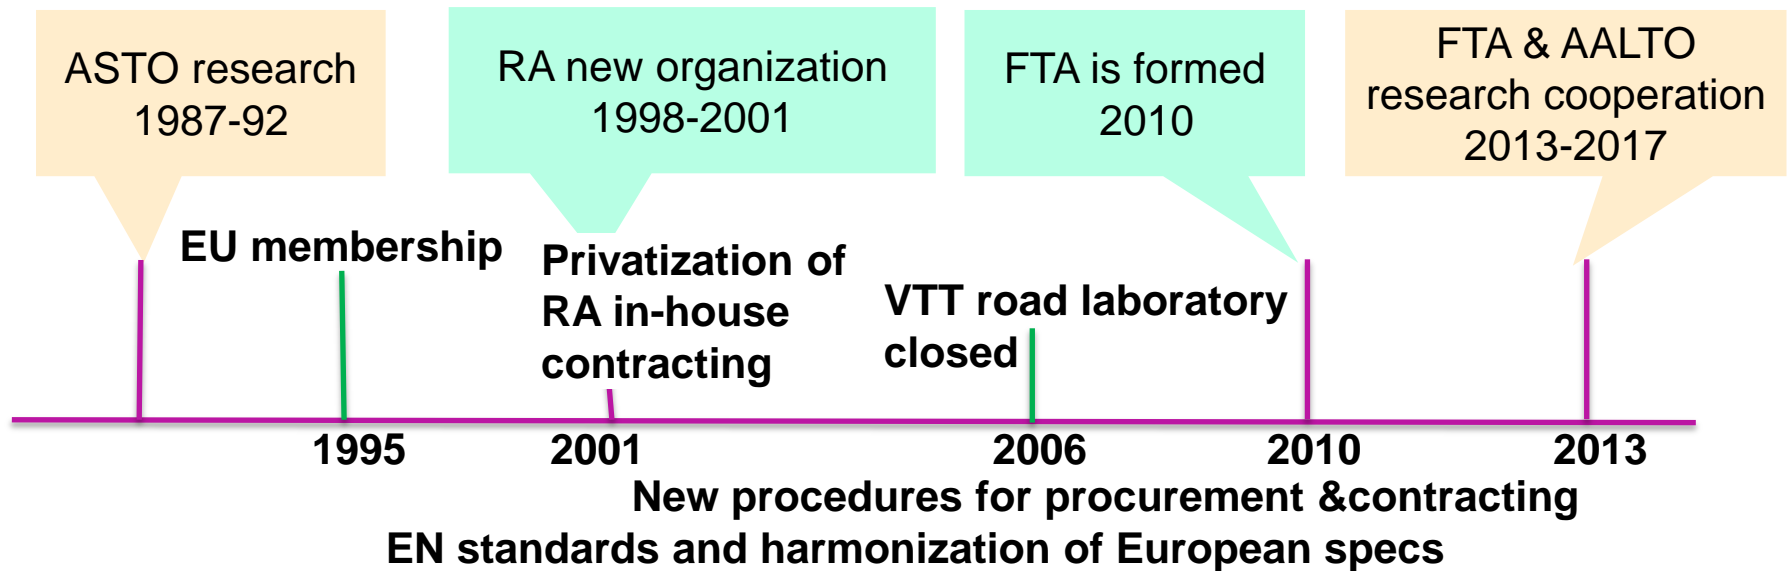 ASTO research
1987-92
RA new organization
1998-2001
FTA is formed
2010
FTA & AALTO
research cooperation
2013-2017
EU membership
Privatization of
RA in-house
contracting
VTT road laboratory
closed
1995
2001
2006
2010
2013
New procedures for procurement &contracting
EN standards and harmonization of European specs